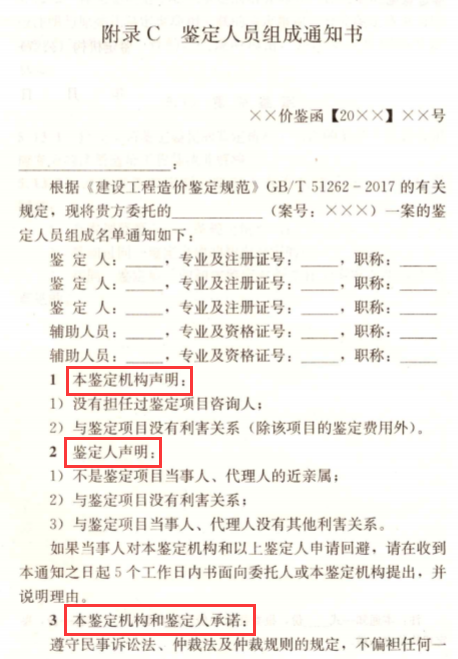 附录C 鉴定人员组成通知书
××价鉴函【20××】××号
____________________：
根据《建设工程造价鉴定规范》GB/T 51262-2017的有关
规定，现将贵方委托的____________（案号：×××）一案的鉴
定人员组成名单通知如下：
鉴 定 人：_____，专业及注册证号：_____，职称：_____
鉴 定 人：_____，专业及注册证号：_____，职称：_____
鉴 定 人：_____，专业及注册证号：_____，职称：_____
辅助人员：_____，专业及资格证号：_____，职称：_____
辅助人员：_____，专业及资格证号：_____，职称：_____
1 本鉴定机构声明：
1）没有担任过鉴定项目咨询人；
2）与鉴定项目没有利害关系（除该项目的鉴定费用外）。
2 鉴定人声明：
1）不是鉴定项目当事人、代理人的近亲属；
2）与鉴定项目没有利害关系；
3）与鉴定项目当事人、代理人没有其他利害关系。
如果当事人对本鉴定机构和以上鉴定人申请回避，请在收到
本通知之日起5个工作日内书面向委托人或本鉴定机构提出，并
说明理由。
3 本鉴定机构和鉴定人承诺：
遵守民事诉讼法、仲裁法及仲裁规则的规定，不偏袒任何一